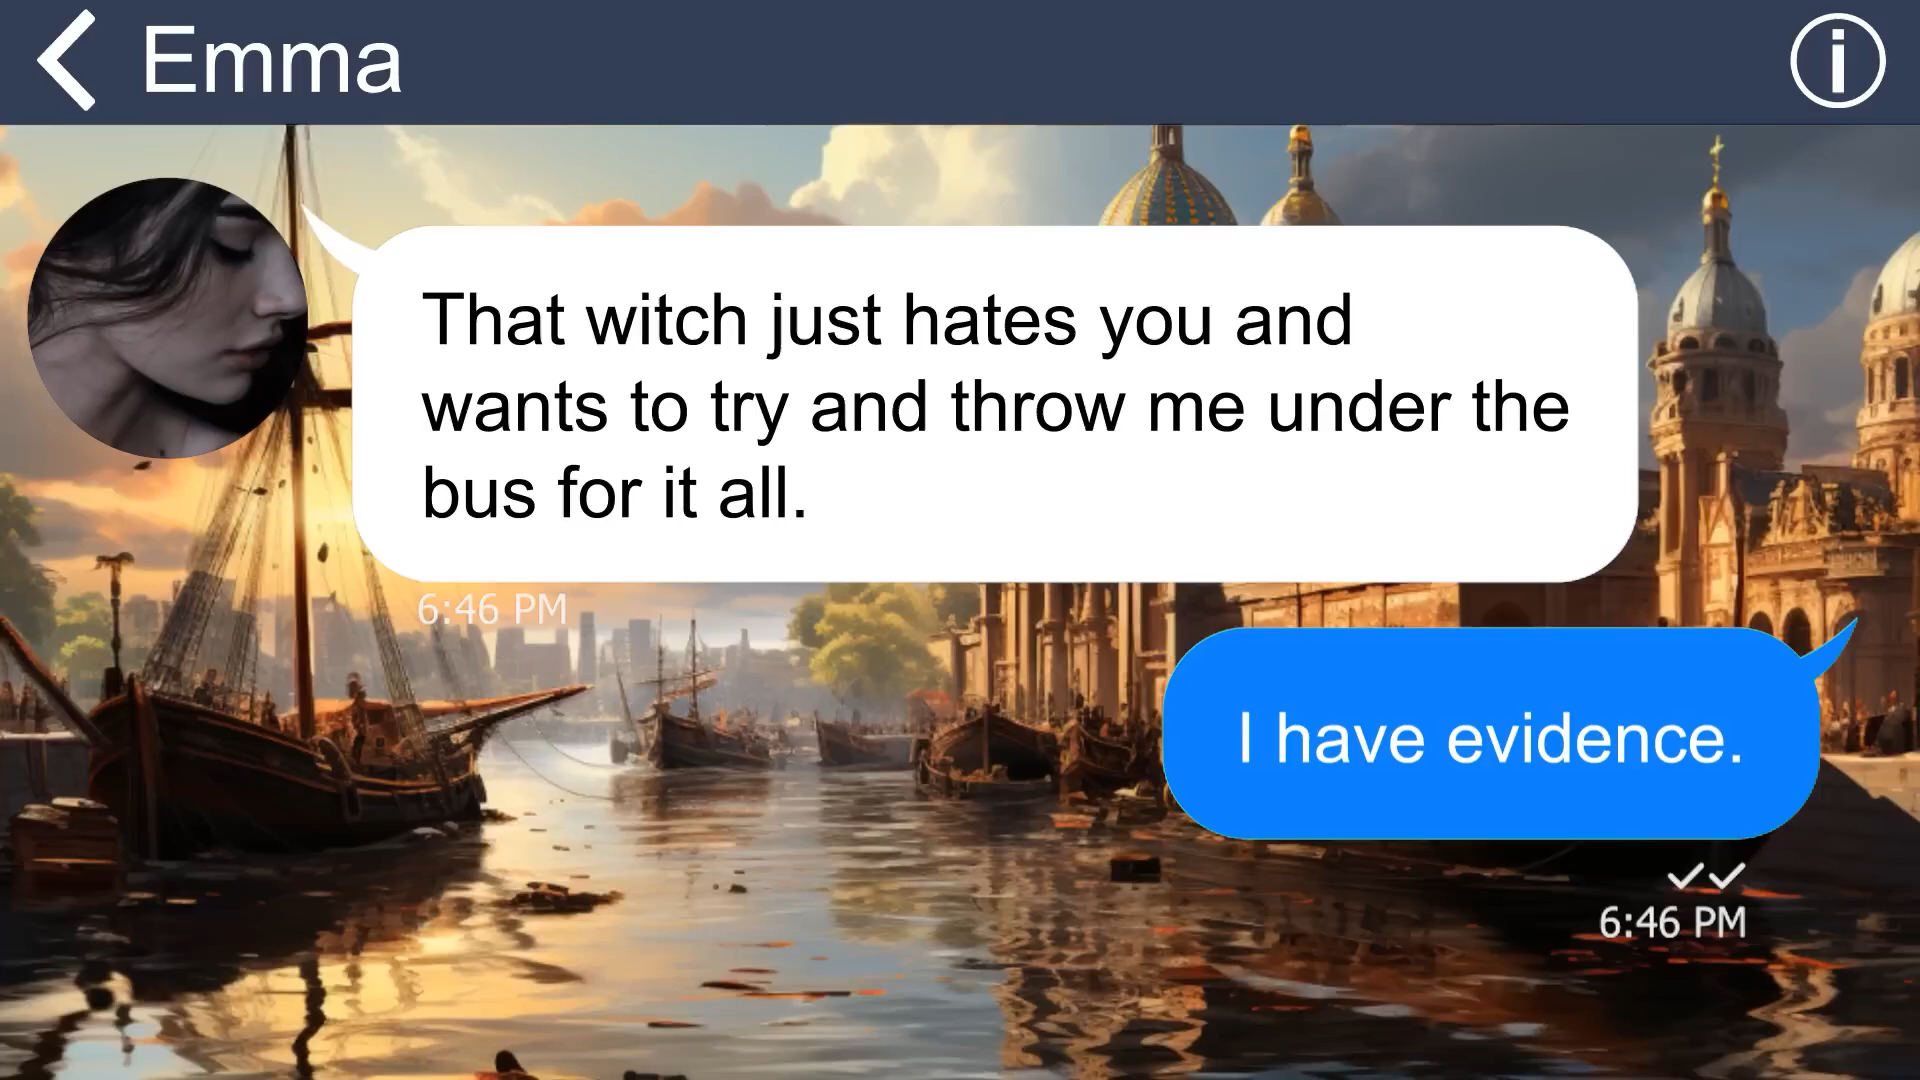 Emma
That witch just hates you and
wants to try and throw me under the
bus for it all.
6:46 PM
I have evidence.
6:46 PM